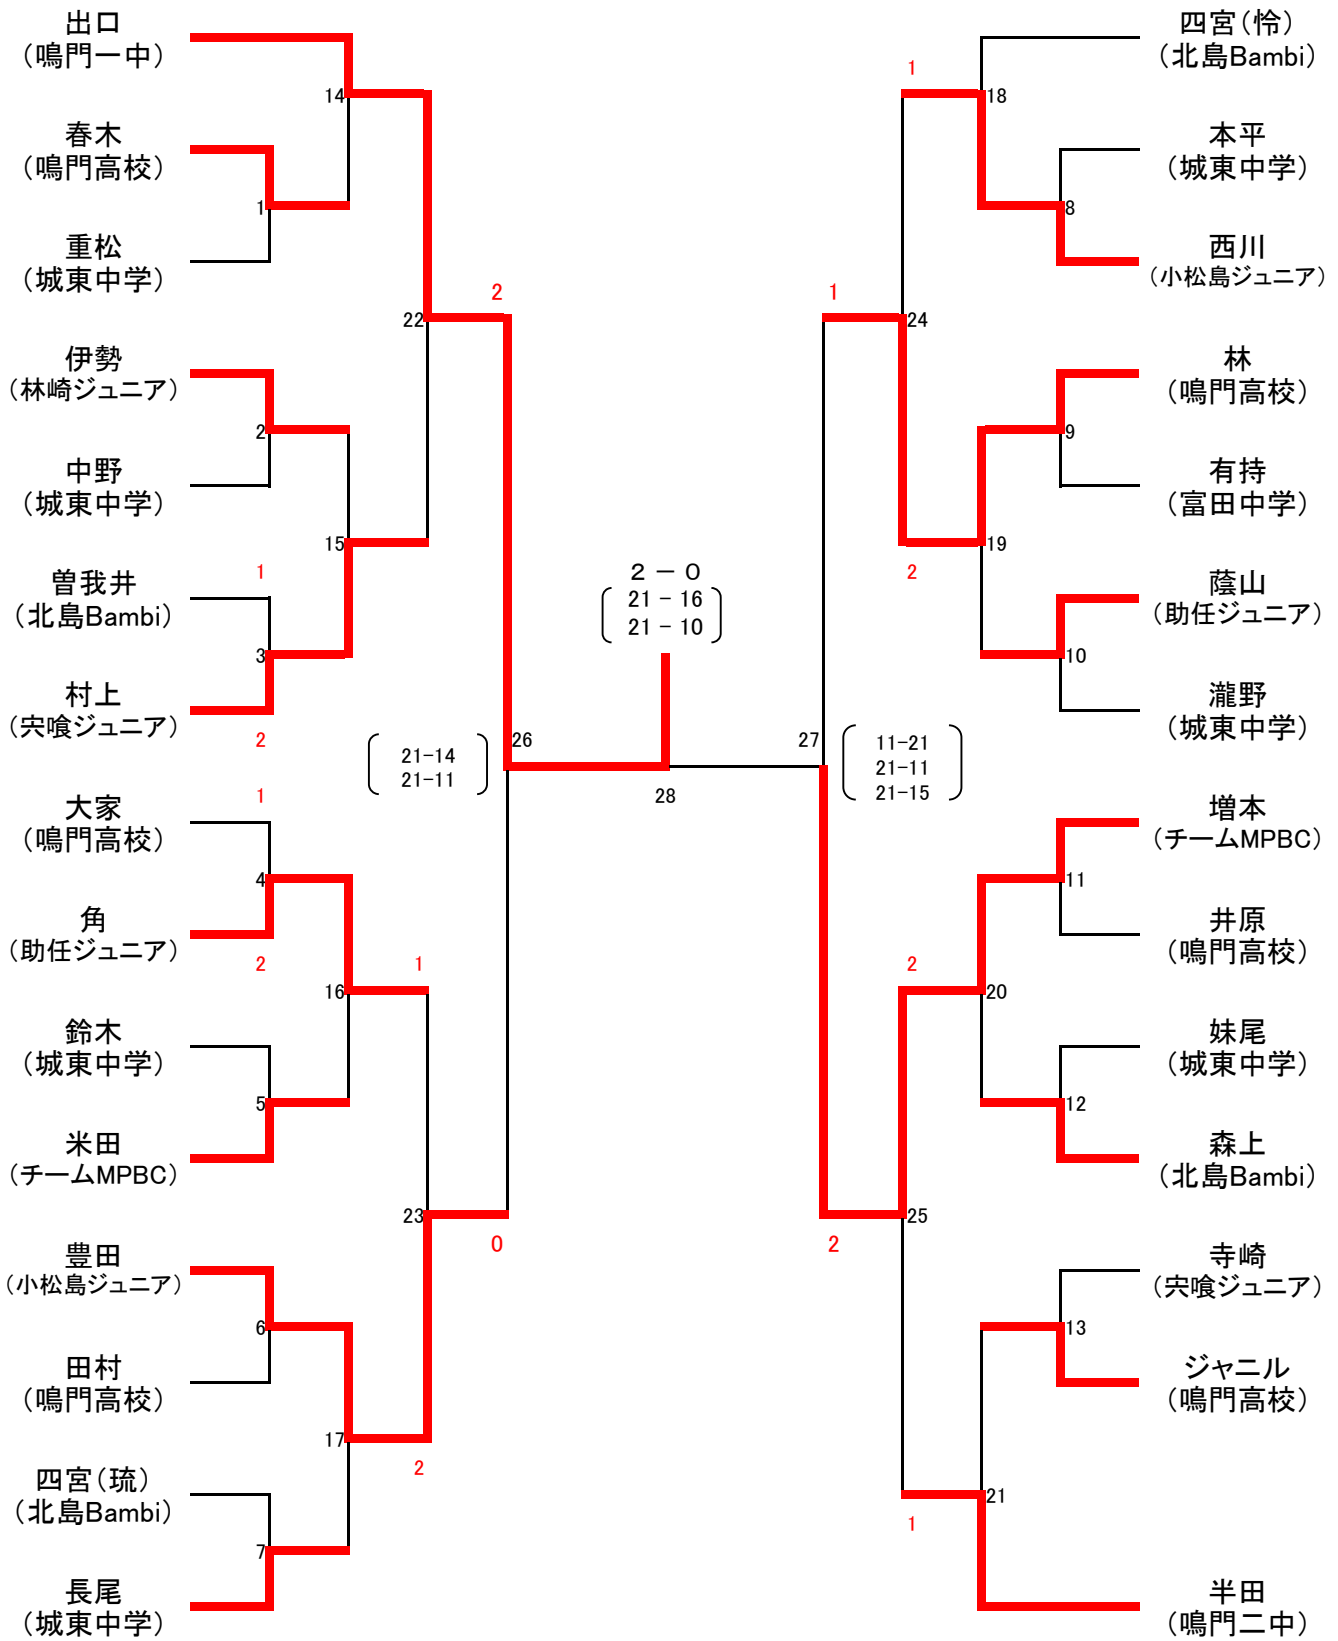 出口
（鳴門一中）
14
春木
（鳴門高校）
1
重松
（城東中学）
2
22
伊勢
（林崎ジュニア）
2
中野
（城東中学）
15
曽我井
（北島Bambi）
1
3
村上
（宍喰ジュニア）
2
26
21-14
21-11
大家
（鳴門高校）
1
4
角
（助任ジュニア）
2
16
1
鈴木
（城東中学）
5
米田
（チームMPBC）
23
0
豊田
（小松島ジュニア）
6
田村
（鳴門高校）
17
2
四宮（琉）
（北島Bambi）
7
長尾
（城東中学）
2 － 0
21 － 16
21 － 10
28
四宮（怜）
（北島Bambi）
1
18
本平
（城東中学）
8
西川
（小松島ジュニア）
1
24
林
（鳴門高校）
9
有持
（富田中学）
19
2
蔭山
（助任ジュニア）
10
瀧野
（城東中学）
27
11-21
21-11
21-15
増本
（チームMPBC）
11
井原
（鳴門高校）
2
20
妹尾
（城東中学）
12
森上
（北島Bambi）
25
2
寺崎
（宍喰ジュニア）
13
ジャニル
（鳴門高校）
21
1
半田
（鳴門二中）